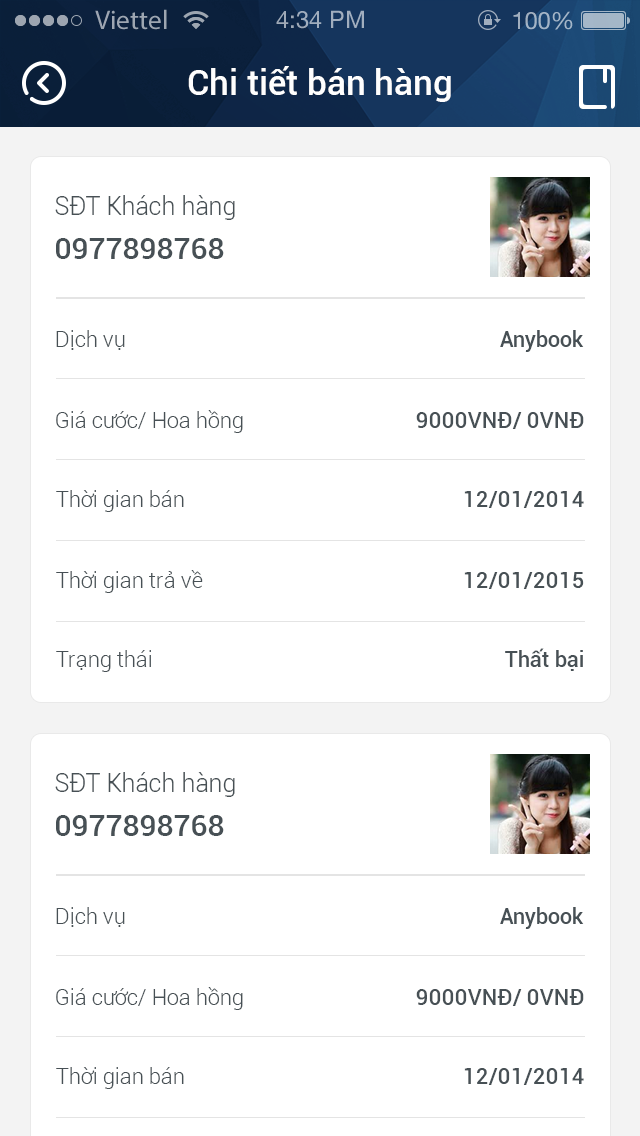 Viettel 4:34 PM 100%
Chi tiết bán hàng
SĐT Khách hàng
0977898768
Dịch vụ Anybook
Giá cước/ Hoa hồng 9000VNĐ/ 0VNĐ
Thời gian bán 12/01/2014
Thời gian trả về 12/01/2015
Trạng thái Thất bại
SĐT Khách hàng
0977898768
Dịch vụ Anybook
Giá cước/ Hoa hồng 9000VNĐ/ 0VNĐ
Thời gian bán 12/01/2014